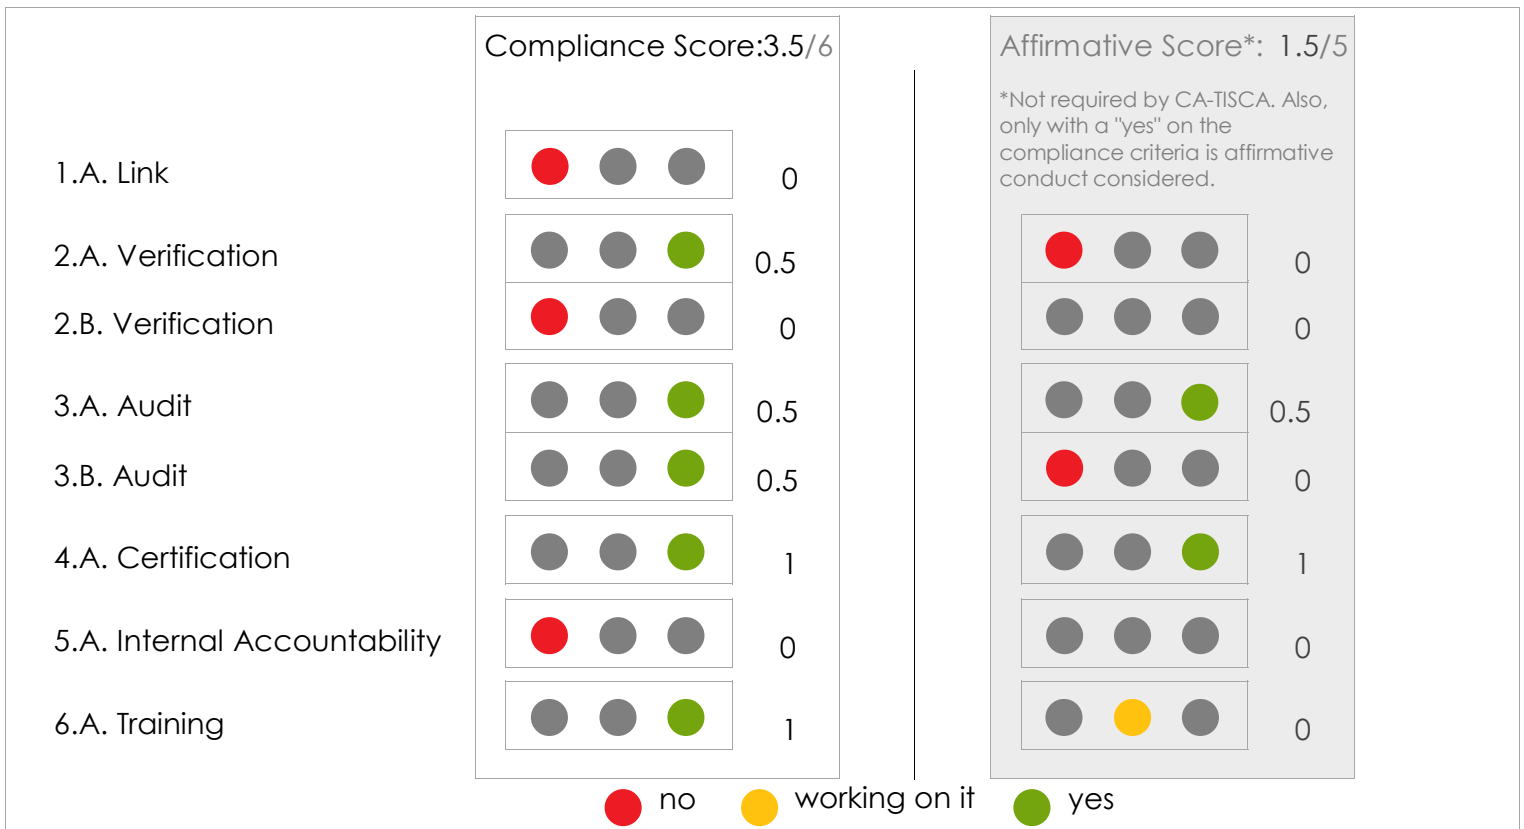 Compliance Score:3.5/6
Affirmative Score*: 1.5/5
*Not required by CA-TISCA. Also,
only with a "yes" on the
compliance criteria is affirmative
conduct considered.
1.A. Link 0
2.A. Verification 0.5 0
2.B. Verification 0 0
3.A. Audit 0.5 0.5
3.B. Audit 0.5 0
4.A. Certification 1 1
5.A. Internal Accountability 0 0
6.A. Training 1 0
no working on it yes